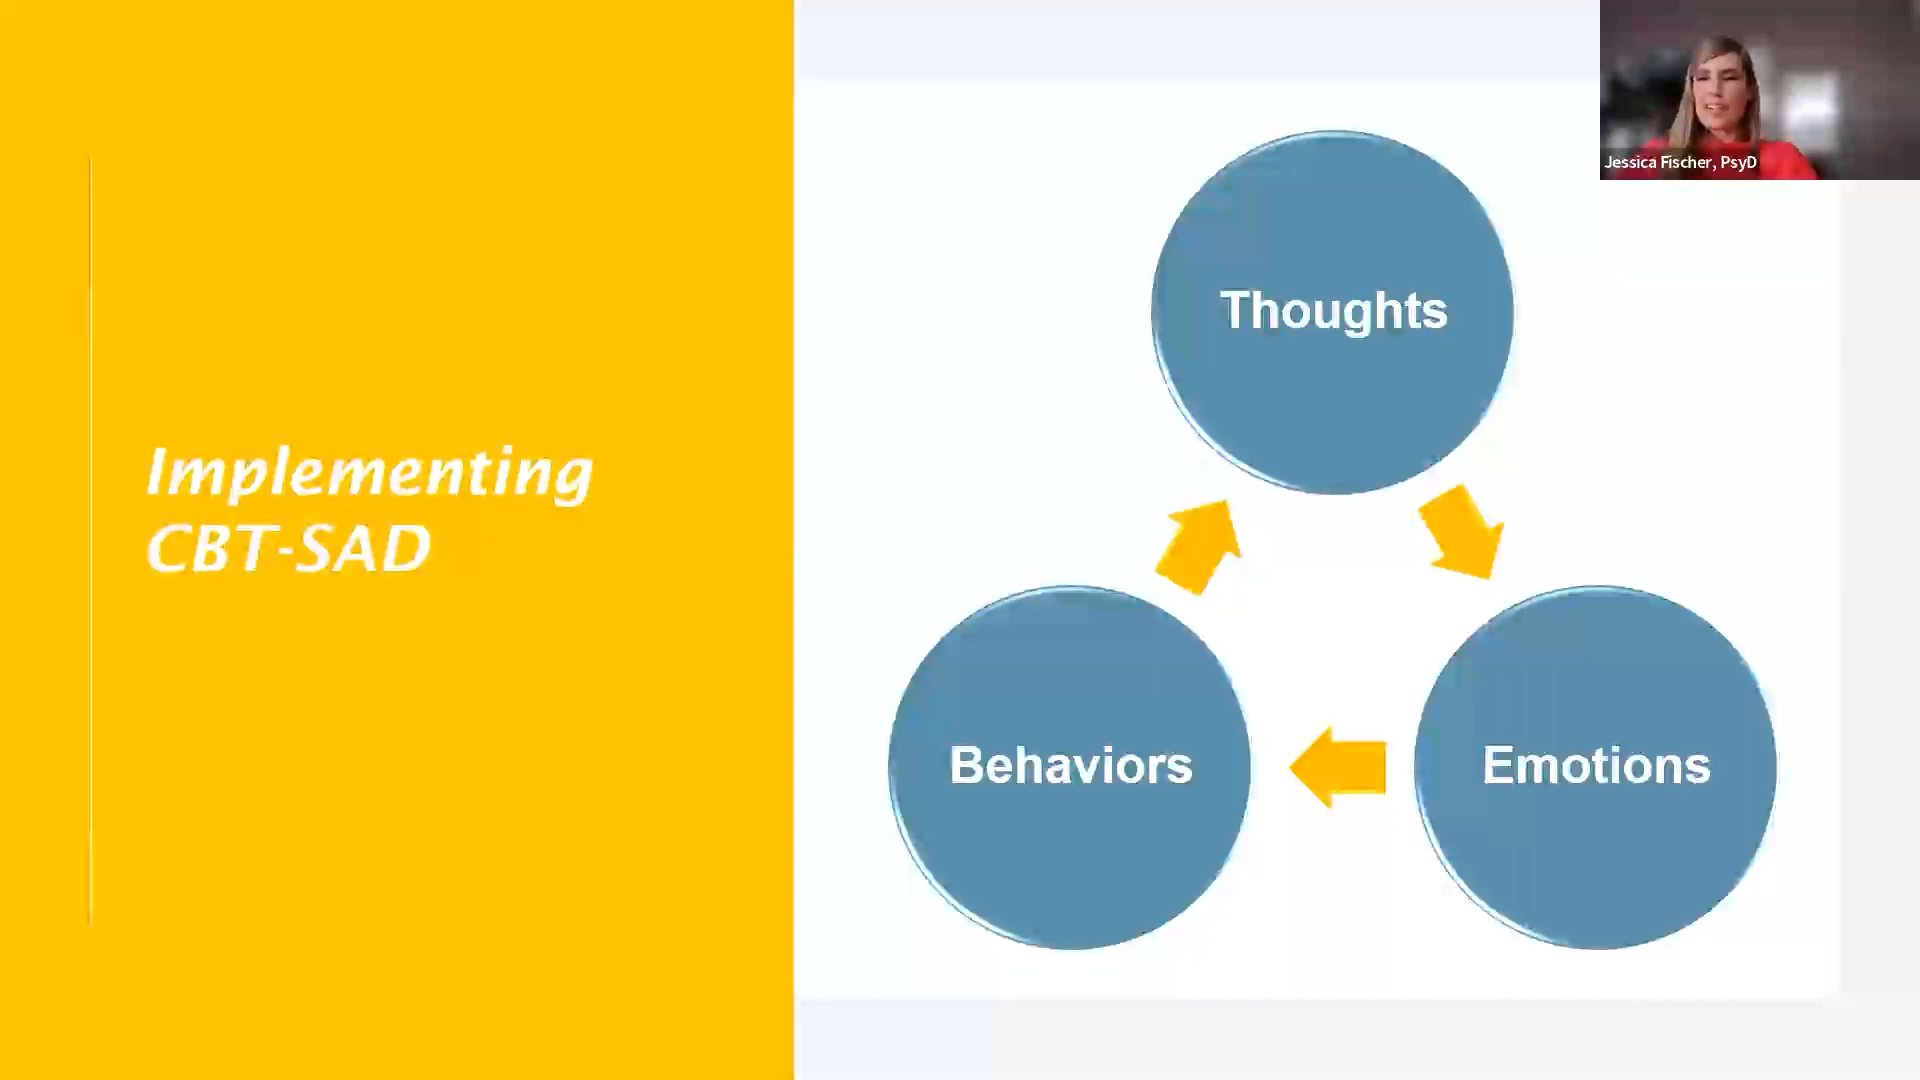 Implementing
CBT-SAD
Thoughts
Behaviors
Emotions
Jessica Fischer, PsyD